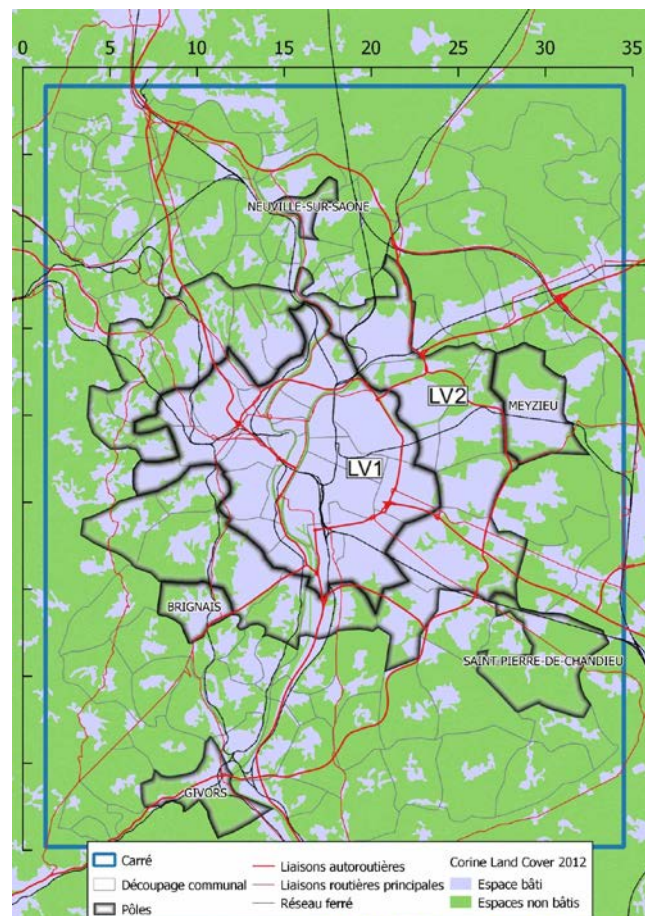 0 5 10 15 20 25 30 35
NEUVILLE-SUR-SAONE
LV2
MEYZIEU
LV1
BRIGNAIS
SAINT-PIERRE-DE-CHANDIEU
GIVORS
Carré
Découpage communal
Pôles
Liaisons autoroutières
Liaisons routières principales
Réseau ferré
Corine Land Cover 2012
Espace bâti
Espaces non bâtis